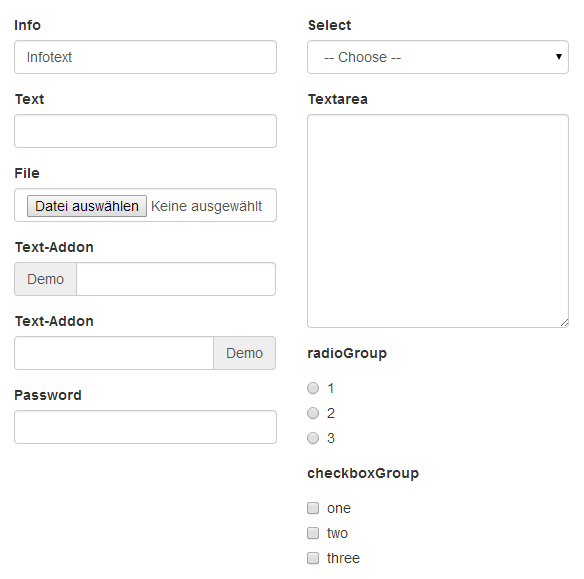 Info
Infotext
Text
File
Datei auswählen Keine ausgewählt
Text-Addon
Demo
Text-Addon
Demo
Password
Select
-- Choose --
Textarea
radioGroup
1
2
3
checkboxGroup
one
two
three